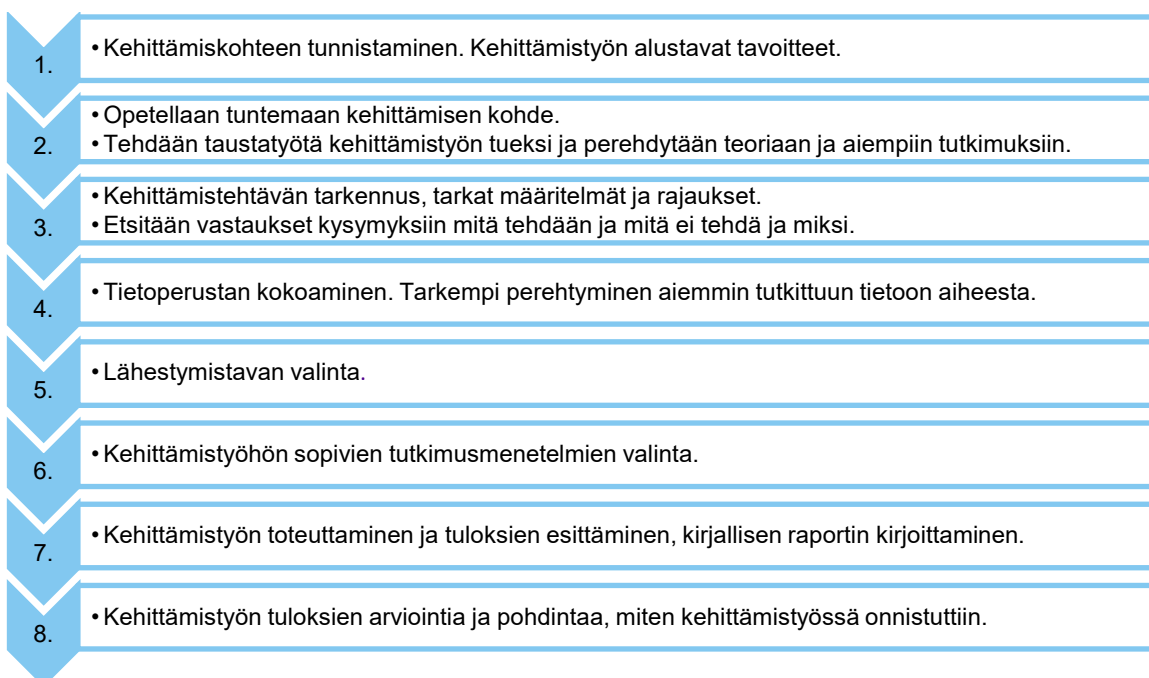 1.
• Kehittämiskohteen tunnistaminen. Kehittämistyön alustavat tavoitteet.
2.
• Opetellaan tuntemaan kehittämisen kohde.
• Tehdään taustatyötä kehittämistyön tueksi ja perehdytään teoriaan ja aiempiin tutkimuksiin.
3.
• Kehittämistehtävän tarkennus, tarkat määritelmät ja rajaukset.
• Etsitään vastaukset kysymyksiin mitä tehdään ja mitä ei tehdä ja miksi.
4.
• Tietoperustan kokoaminen. Tarkempi perehtyminen aiemmin tutkittuun tietoon aiheesta.
5.
• Lähestymistavan valinta.
6.
• Kehittämistyöhön sopivien tutkimusmenetelmien valinta.
7.
• Kehittämistyön toteuttaminen ja tuloksien esittäminen, kirjallisen raportin kirjoittaminen.
8.
• Kehittämistyön tuloksien arviointia ja pohdintaa, miten kehittämistyössä onnistuttiin.